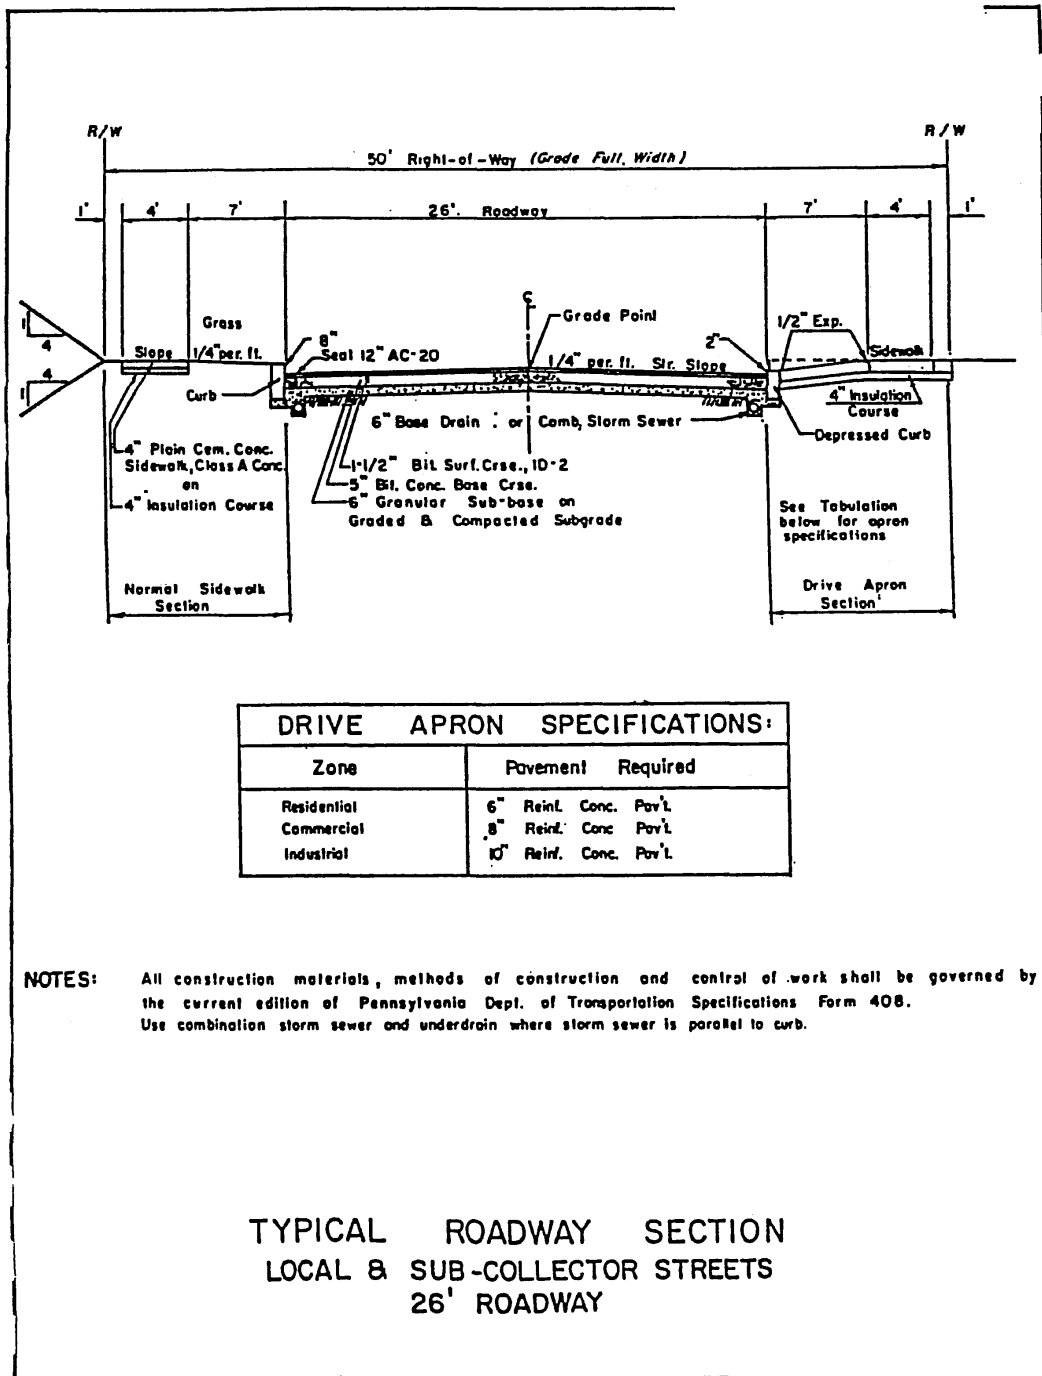 R/W
R/W
50' Right-of-Way (Grade Full Width)
1'
4'
7'
26'. Roadway
7'
4'
1'
1
4
1
4
Grass
Slope
1/4" per. ft.
8"
Seal 12" AC-20
Curb
Grade Point
1/4" per. ft. Str. Slope
2"
1/2" Exp.
Sidewalk
4" Insulation
Course
Depressed Curb
6" Base Drain or Comb, Storm Sewer
4" Plain Cem. Conc.
Sidewalk, Class A Conc.
on
4" Insulation Course
1-1/2" Bit. Surf. Crse., ID-2
5" Bit. Conc. Base Crse.
6" Granular Sub-base on
Graded & Compacted Subgrade
See Tabulation
below for apron
specifications
Normal Sidewalk
Section
Drive Apron
Section
DRIVE APRON SPECIFICATIONS:
Zone Pavement Required
Residential 6" Reinf. Conc. Pav't.
Commercial 8" Reinf. Conc Pav't.
Industrial 10" Reinf. Conc. Pav't.
NOTES: All construction materials, methods of construction and control of work shall be governed by
the current edition of Pennsylvania Dept. of Transportation Specifications Form 408.
Use combination storm sewer and underdrain where storm sewer is parallel to curb.
TYPICAL ROADWAY SECTION
LOCAL & SUB-COLLECTOR STREETS
26' ROADWAY